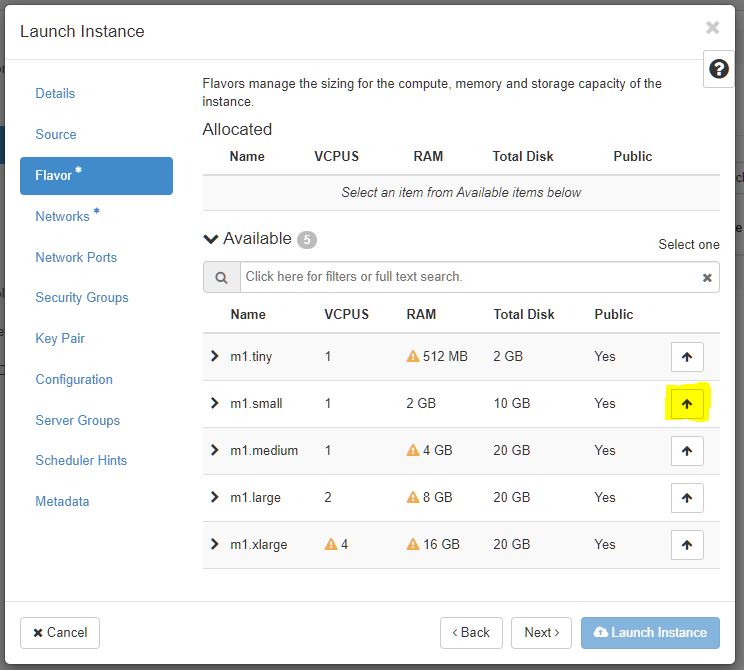 Launch Instance
Details
Source
Flavor *
Networks *
Network Ports
Security Groups
Key Pair
Configuration
Server Groups
Scheduler Hints
Metadata
Flavors manage the sizing for the compute, memory and storage capacity of the
instance.
Allocated
Name VCPUS RAM Total Disk Public
Select an item from Available items below
Available 5
Select one
Click here for filters or full text search.
Name VCPUS RAM Total Disk Public
m1.tiny 1 512 MB 2 GB Yes
m1.small 1 2 GB 10 GB Yes
m1.medium 1 4 GB 20 GB Yes
m1.large 2 8 GB 20 GB Yes
m1.xlarge 4 16 GB 20 GB Yes
Cancel
‹ Back
Next ›
Launch Instance